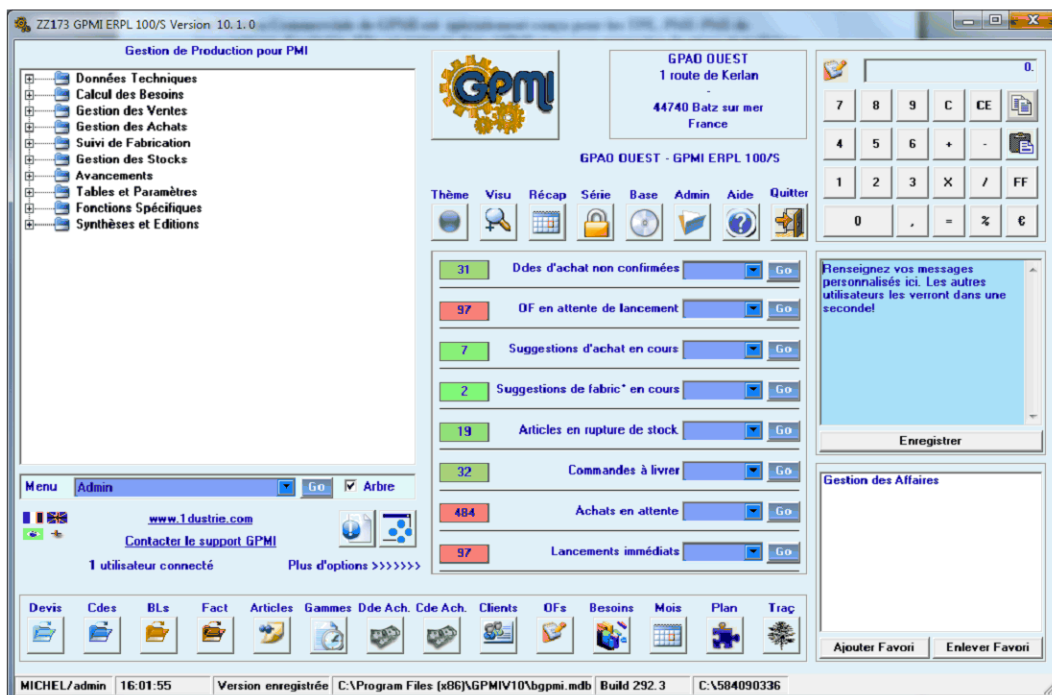 ZZ173 GPMI ERPL 100/S Version 10.1.0
Gestion de Production pour PMI
Données Techniques
Calcul des Besoins
Gestion des Ventes
Gestion des Achats
Suivi de Fabrication
Gestion des Stocks
Avancements
Tables et Paramètres
Fonctions Spécifiques
Synthèses et Editions
Menu Admin Go Arbre
www.1dustrie.com
Contacter le support GPMI
1 utilisateur connecté Plus d'options >>>>>>>
GPMI
GPAO OUEST
1 route de Kerlan
-
44740 Batz sur mer
France
GPAO OUEST - GPMI ERPL 100/S
Thème Visu Récap Série Base Admin Aide Quitter
31 Ddes d'achat non confirmées Go
97 OF en attente de lancement Go
7 Suggestions d'achat en cours Go
2 Suggestions de fabric° en cours Go
19 Articles en rupture de stock Go
32 Commandes à livrer Go
484 Achats en attente Go
97 Lancements immédiats Go
0.
7 8 9 C CE
4 5 6 + -
1 2 3 X / FF
0 , = % €
Renseignez vos messages
personnalisés ici. Les autres
utilisateurs les verront dans une
seconde!
Enregistrer
Gestion des Affaires
Ajouter Favori Enlever Favori
Devis Cdes BLs Fact Articles Gammes Dde Ach. Cde Ach. Clients OFs Besoins Mois Plan Traç
MICHEL/admin 16:01:55 Version enregistrée C:\Program Files (x86)\GPMIV10\bgpmi.mdb Build 292.3 C:\584090336